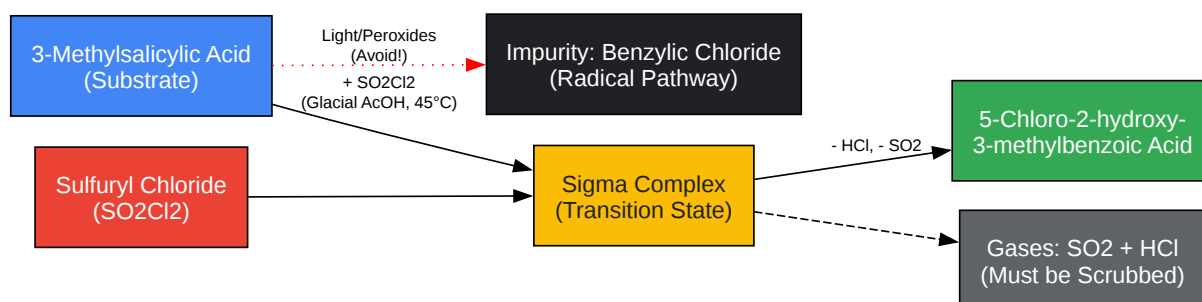 3-Methylsalicylic Acid
(Substrate)
Light/Peroxides
(Avoid!)
+ SO2Cl2
(Glacial AcOH, 45°C)
Impurity: Benzylic Chloride
(Radical Pathway)
Sulfuryl Chloride
(SO2Cl2)
Sigma Complex
(Transition State)
- HCl, - SO2
5-Chloro-2-hydroxy-
3-methylbenzoic Acid
Gases: SO2 + HCl
(Must be Scrubbed)